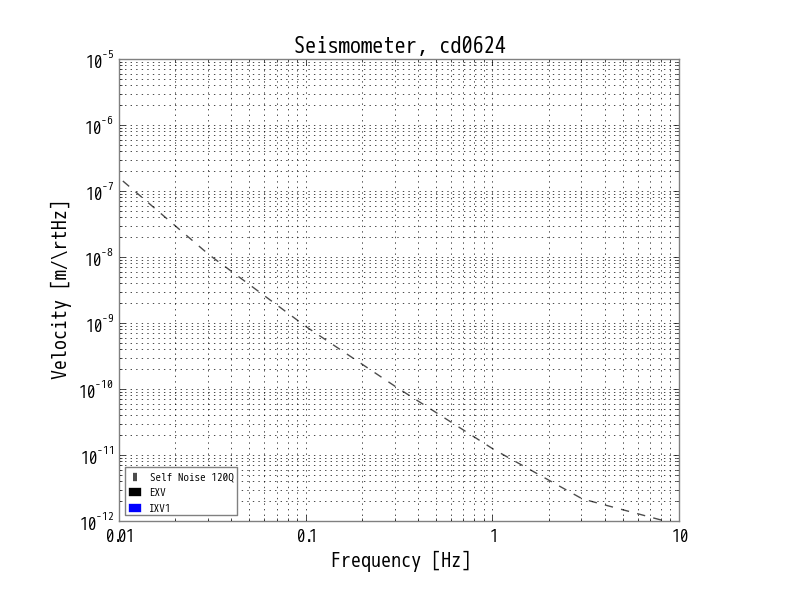 Seismometer, cd0624
Velocity [m/\rtHz]
10-5
10-6
10-7
10-8
10-9
10-10
10-11
10-12
Self Noise 120Q
EXV
IXV1
0.01 0.1 1 10
Frequency [Hz]